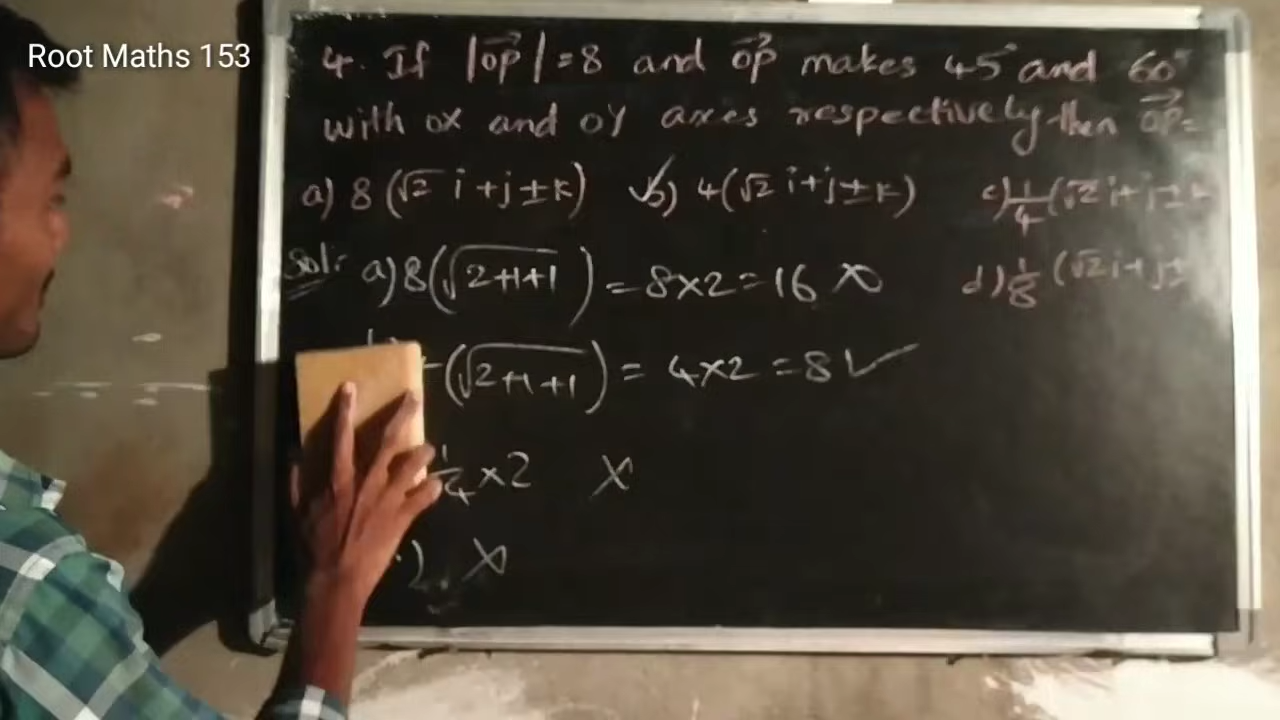 Root Maths 153
4. If |OP| = 8 and OP makes 45° and 60°
with ox and oy axes respectively then OP =
a) 8 (√2 i + j ± k) b) 4(√2 i + j ± k) c) 1/4 (√2 i + j ±
Sol: a) 8(√2+1+1) = 8×2 = 16 ×
d) 1/8 (√2 i + j ±
(√2+1+1) = 4×2 = 8 ✓
1/4 ×2 ×
) ×